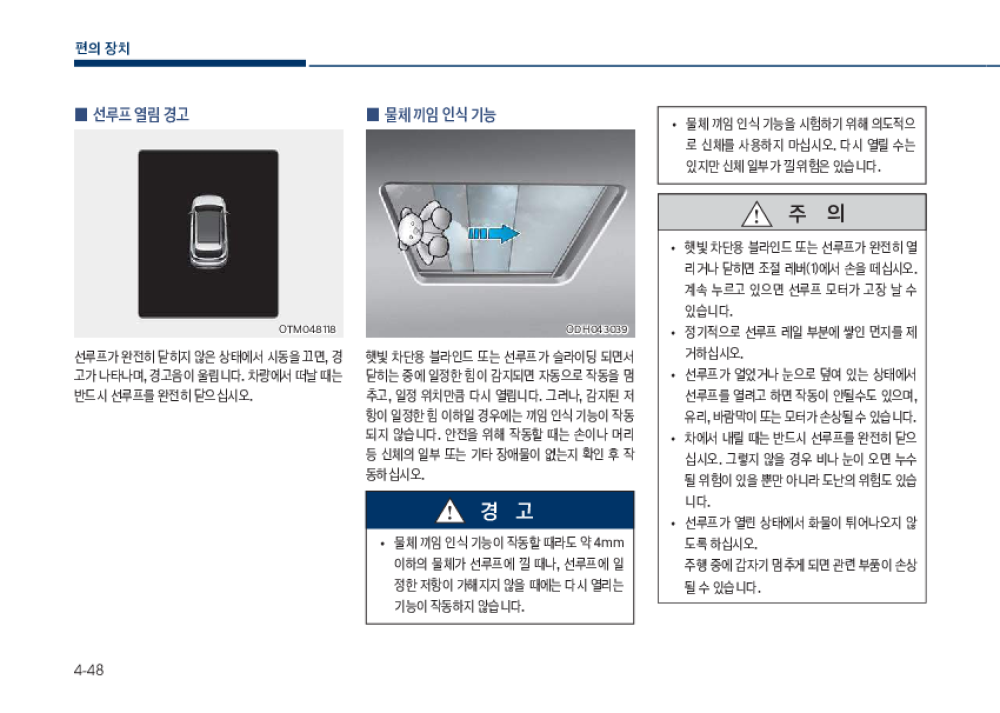 편의 장치
■ 선루프 열림 경고
OTM048118
선루프가 완전히 닫히지 않은 상태에서 시동을 끄면, 경
고가 나타나며, 경고음이 울립니다. 차량에서 떠날 때는
반드시 선루프를 완전히 닫으십시오.
■ 물체 끼임 인식 기능
ODH043039
햇빛 차단용 블라인드 또는 선루프가 슬라이딩 되면서
닫히는 중에 일정한 힘이 감지되면 자동으로 작동을 멈
추고, 일정 위치만큼 다시 열립니다. 그러나, 감지된 저
항이 일정한 힘 이하일 경우에는 끼임 인식 기능이 작동
되지 않습니다. 안전을 위해 작동할 때는 손이나 머리
등 신체의 일부 또는 기타 장애물이 없는지 확인 후 작
동하십시오.
경 고
• 물체 끼임 인식 기능이 작동할 때라도 약 4mm
이하의 물체가 선루프에 낄 때나, 선루프에 일
정한 저항이 가해지지 않을 때에는 다시 열리는
기능이 작동하지 않습니다.
• 물체 끼임 인식 기능을 시험하기 위해 의도적으
로 신체를 사용하지 마십시오. 다시 열릴 수는
있지만 신체 일부가 낄 위험은 있습니다.
주 의
• 햇빛 차단용 블라인드 또는 선루프가 완전히 열
리거나 닫히면 조절 레버(1)에서 손을 떼십시오.
계속 누르고 있으면 선루프 모터가 고장 날 수
있습니다.
• 정기적으로 선루프 레일 부분에 쌓인 먼지를 제
거하십시오.
• 선루프가 얼었거나 눈으로 덮여 있는 상태에서
선루프를 열려고 하면 작동이 안될수도 있으며,
유리, 바람막이 또는 모터가 손상될 수 있습니다.
• 차에서 내릴 때는 반드시 선루프를 완전히 닫으
십시오. 그렇지 않을 경우 비나 눈이 오면 누수
될 위험이 있을 뿐만 아니라 도난의 위험도 있습
니다.
• 선루프가 열린 상태에서 화물이 튀어나오지 않
도록 하십시오.
주행 중에 갑자기 멈추게 되면 관련 부품이 손상
될 수 있습니다.
4-48